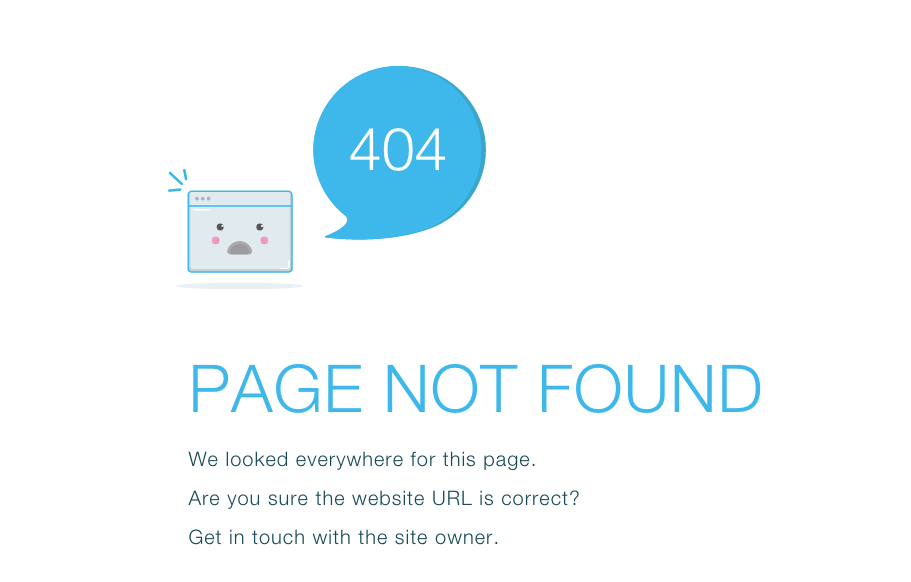 404
PAGE NOT FOUND
We looked everywhere for this page.
Are you sure the website URL is correct?
Get in touch with the site owner.